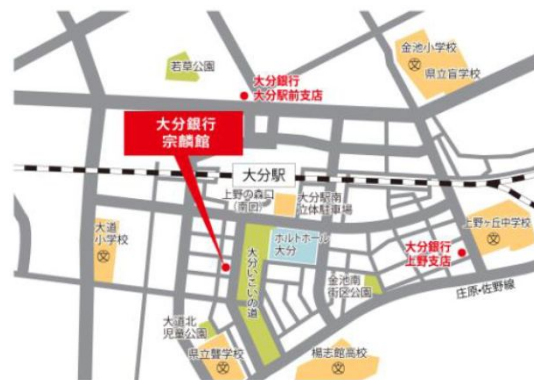 金池小学校
文
県立盲学校
若草公園
大分銀行
大分駅前支店
大分銀行
宗麟館
大分駅
上野の森口
(南口)
大分駅南
立体駐車場
大道
小学校
文
ホルトホール
大分
大分いこいの道
上野ヶ丘中学校
文
大分銀行
上野支店
金池南
街区公園
庄原・佐野線
大道北
児童公園
県立聾学校
文
楊志館高校
文